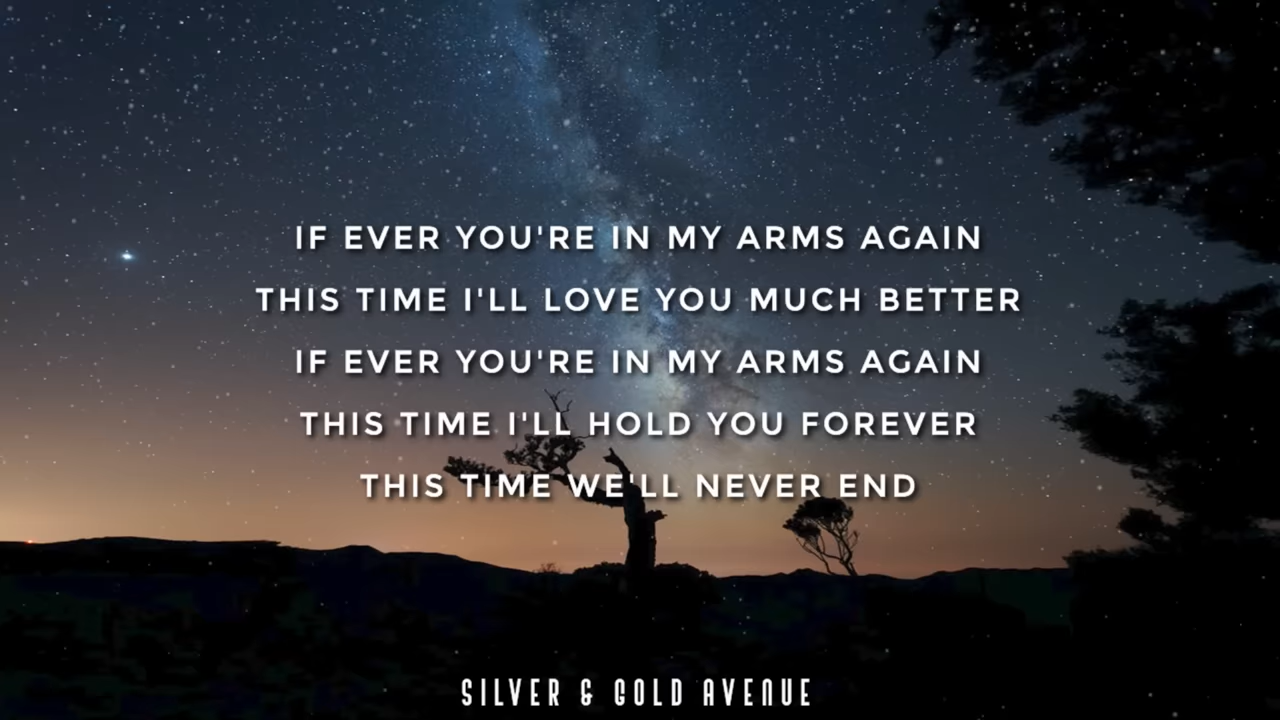 IF EVER YOU'RE IN MY ARMS AGAIN
THIS TIME I'LL LOVE YOU MUCH BETTER
IF EVER YOU'RE IN MY ARMS AGAIN
THIS TIME I'LL HOLD YOU FOREVER
THIS TIME WE'LL NEVER END
SILVER & GOLD AVENUE